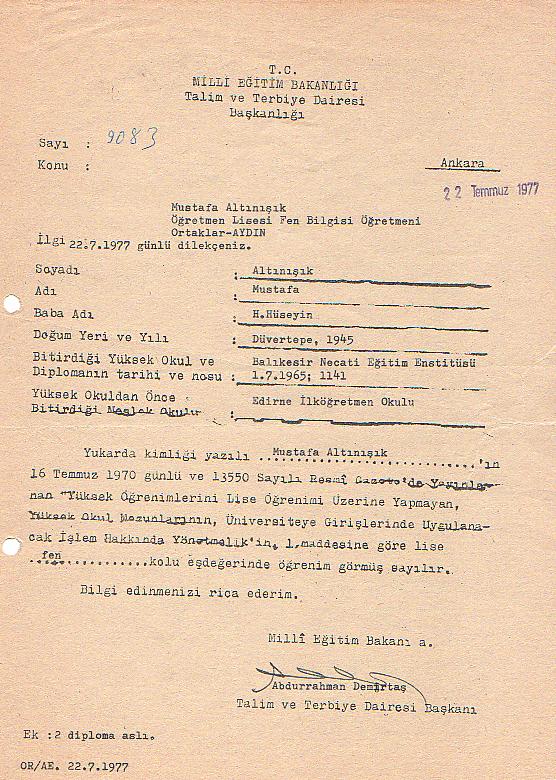 T.C.
MİLLİ EĞİTİM BAKANLIĞI
Talim ve Terbiye Dairesi
Başkanlığı
Sayı : 9083
Konu :
Ankara
22 Temmuz 1977
Mustafa Altınışık
Öğretmen Lisesi Fen Bilgisi Öğretmeni
Ortaklar-AYDIN
İlgi 22.7.1977 günlü dilekçeniz.
Soyadı : Altınışık
Adı : Mustafa
Baba Adı : H.Hüseyin
Doğum Yeri ve Yılı : Düvertepe, 1945
Bitirdiği Yüksek Okul ve Balıkesir Necati Eğitim Enstitüsü
Diplomanın tarihi ve nosu : 1.7.1965; 1141
Yüksek Okuldan Önce Edirne İlköğretmen Okulu
Bitirdiği Meslek Okulu :
Yukarda kimliği yazılı Mustafa Altınışık 'ın
16 Temmuz 1970 günlü ve 13550 Sayılı Resmî Gazete'de Yayınla-
nan "Yüksek Öğrenimlerini Lise Öğrenimi Üzerine Yapmayan,
Yüksek Okul Mezunlarının, Üniversiteye Girişlerinde Uygulana-
cak İşlem Hakkında Yönetmelik"in, 1.maddesine göre lise
fen kolu eşdeğerinde öğrenim görmüş sayılır.
Bilgi edinmenizi rica ederim.
Millî Eğitim Bakanı a.
Abdurrahman Demirtaş
Talim ve Terbiye Dairesi Başkanı
Ek :2 diploma aslı.
OR/AE. 22.7.1977